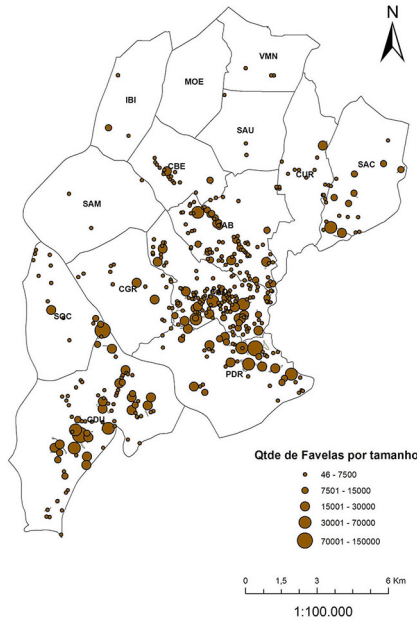 N
VMN
MOE
IBI
SAU
CBE
CUR
SAC
SAM
CGR
SOC
PDR
CDU
Qtde de Favelas por tamanho
46 - 7500
7501 - 15000
15001 - 30000
30001 - 70000
70001 - 150000
0 1,5 3 6 Km
1:100.000